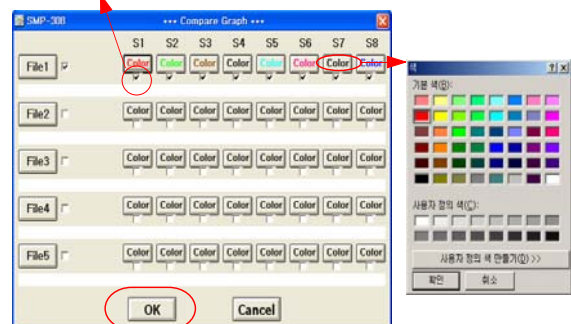 SMP-308 *** Compare Graph ***
S1 S2 S3 S4 S5 S6 S7 S8
File1 Color Color Color Color Color Color Color Color
File2 Color Color Color Color Color Color Color Color
File3 Color Color Color Color Color Color Color Color
File4 Color Color Color Color Color Color Color Color
File5 Color Color Color Color Color Color Color Color
OK Cancel
색
기본 색(B):
사용자 정의 색(C):
사용자 정의 색 만들기(D) >>
확인 취소